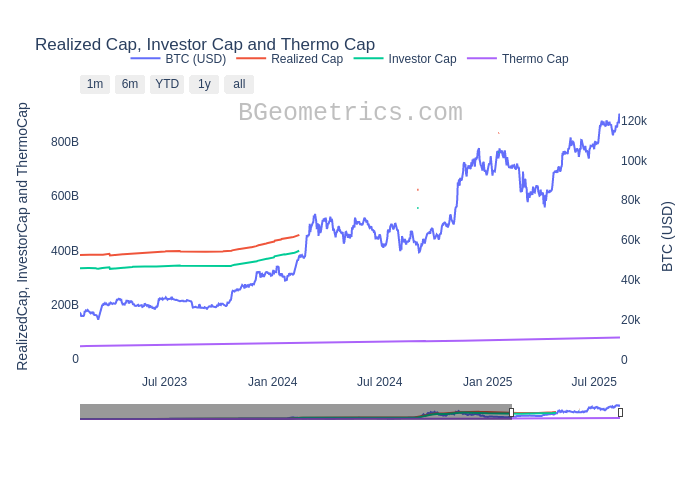 Realized Cap, Investor Cap and Thermo Cap
BTC (USD) Realized Cap Investor Cap Thermo Cap
1m 6m YTD 1y all
BGeometrics.com
RealizedCap, InvestorCap and ThermoCap
800B
600B
400B
200B
0
120k
100k
80k
60k
40k
20k
0
BTC (USD)
Jul 2023 Jan 2024 Jul 2024 Jan 2025 Jul 2025